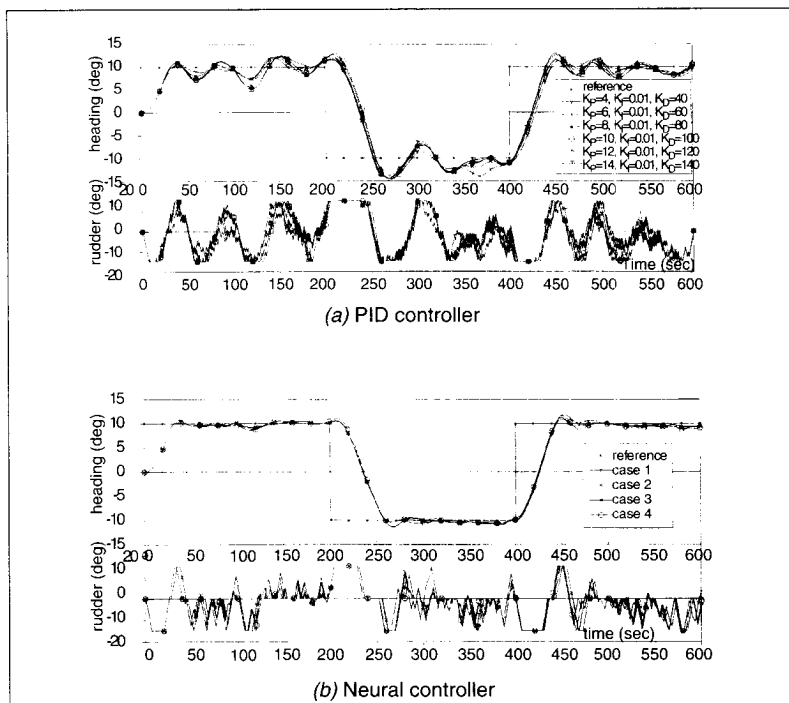 15
10
5
0
-5
-10
-15
heading (deg)
reference
K_P=4, K_I=0.01, K_D=40
K_P=6, K_I=0.01, K_D=60
K_P=8, K_I=0.01, K_D=80
K_P=10, K_I=0.01, K_D=100
K_P=12, K_I=0.01, K_D=120
K_P=14, K_I=0.01, K_D=140
20 0 50 100 150 200 250 300 350 400 450 500 550 600
10
0
-10
-20
rudder (deg)
Time (sec)
0 50 100 150 200 250 300 350 400 450 500 550 600
(a) PID controller
15
10
5
0
-5
-10
-15
heading (deg)
reference
case 1
case 2
case 3
case 4
20 0 50 100 150 200 250 300 350 400 450 500 550 600
10
0
-10
-20
rudder (deg)
time (sec)
0 50 100 150 200 250 300 350 400 450 500 550 600
(b) Neural controller